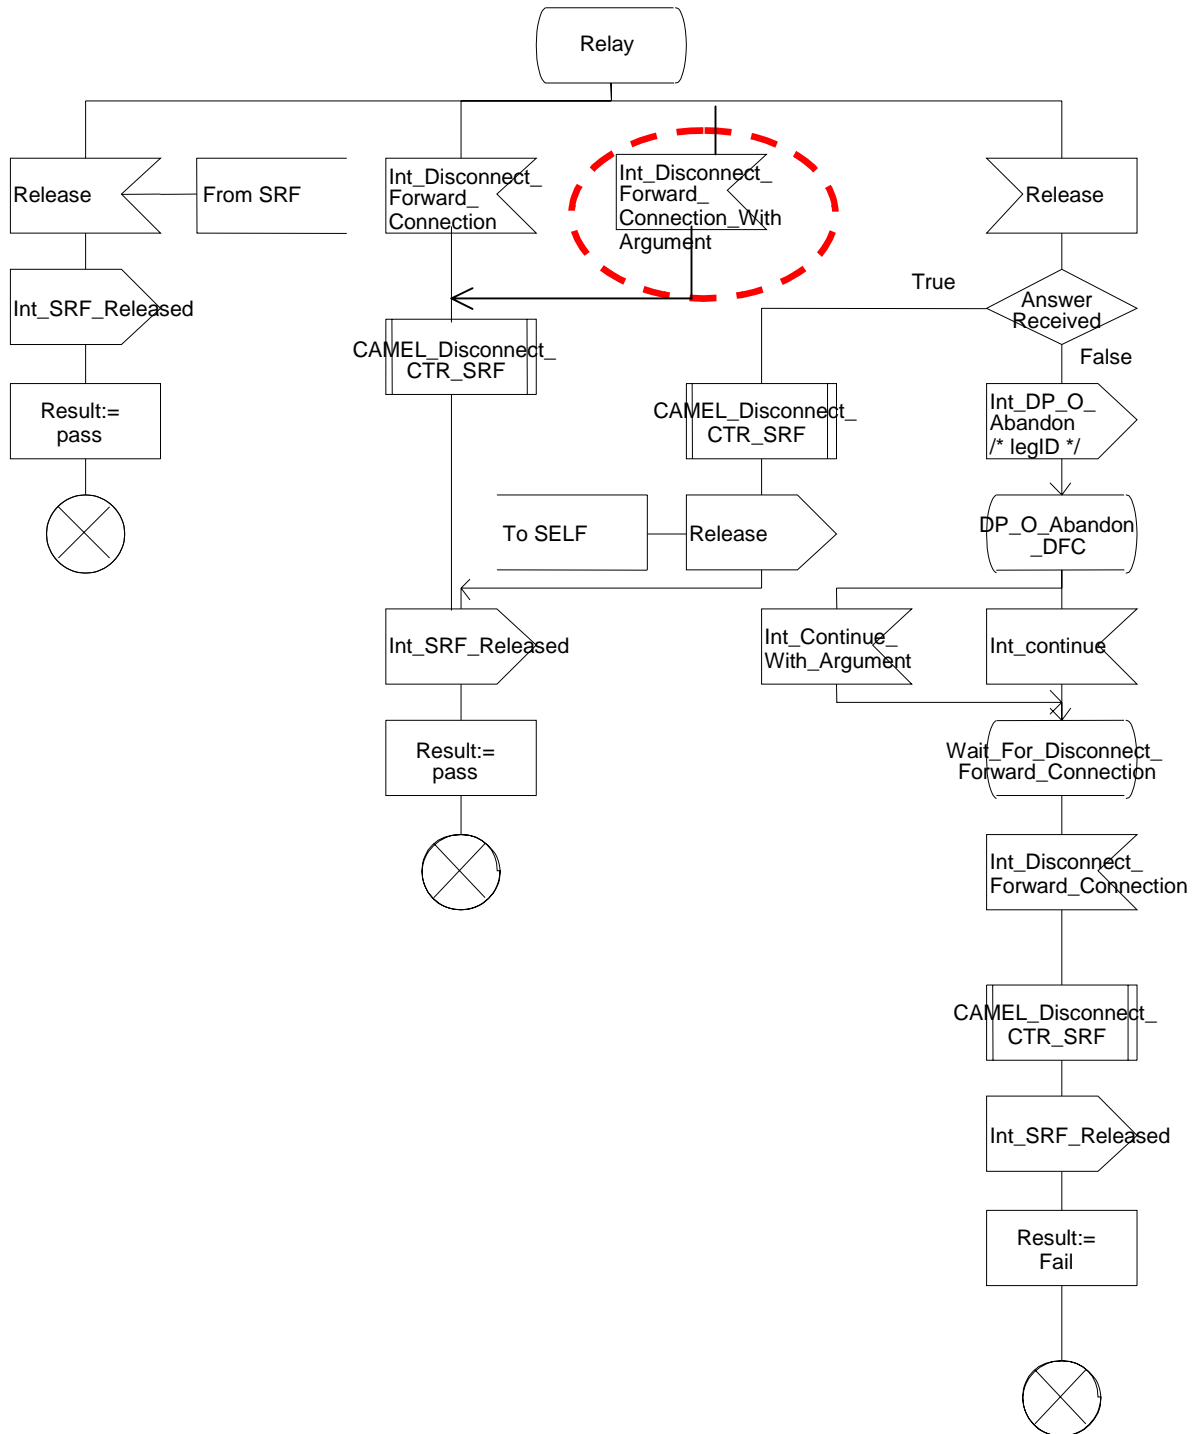 Relay
Release
From SRF
Int_Disconnect_
Forward_
Connection
Int_Disconnect_
Forward_
Connection_With
Argument
Release
Int_SRF_Released
True
Answer
Received
False
CAMEL_Disconnect_
CTR_SRF
Result:=
pass
CAMEL_Disconnect_
CTR_SRF
Int_DP_O_
Abandon
/* legID */
To SELF
Release
DP_O_Abandon
_DFC
Int_SRF_Released
Int_Continue_
With_Argument
Int_continue
Result:=
pass
Wait_For_Disconnect_
Forward_Connection
Int_Disconnect_
Forward_Connection
CAMEL_Disconnect_
CTR_SRF
Int_SRF_Released
Result:=
Fail